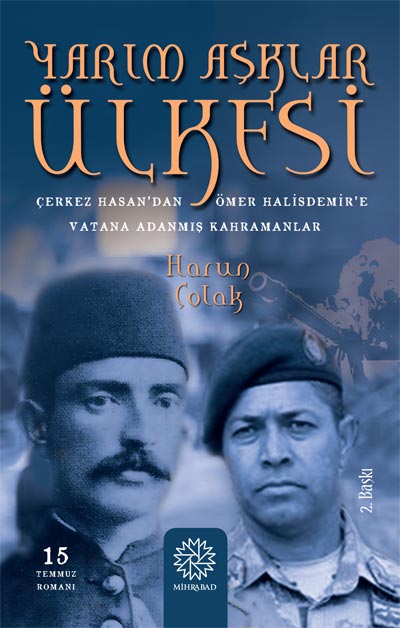 YARIM AŞKLAR
ÜLKESİ
ÇERKEZ HASAN'DAN ÖMER HALİSDEMİR'E
VATANA ADANMIŞ KAHRAMANLAR
Harun
Çolak
2. Baskı
15
TEMMUZ
ROMANI
MİHRABAD